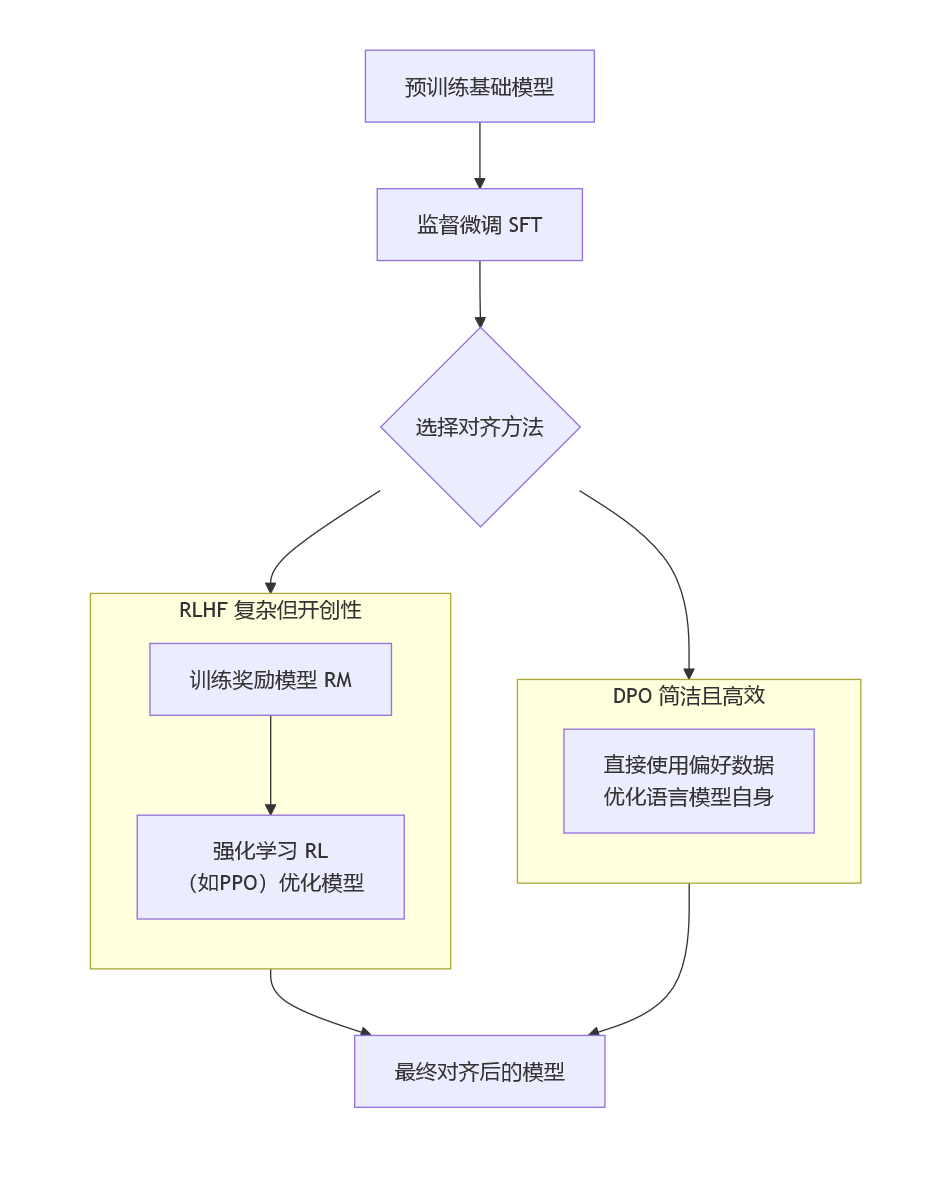 预训练基础模型
监督微调 SFT
选择对齐方法
RLHF 复杂但开创性
训练奖励模型 RM
强化学习 RL
（如PPO）优化模型
DPO 简洁且高效
直接使用偏好数据
优化语言模型自身
最终对齐后的模型